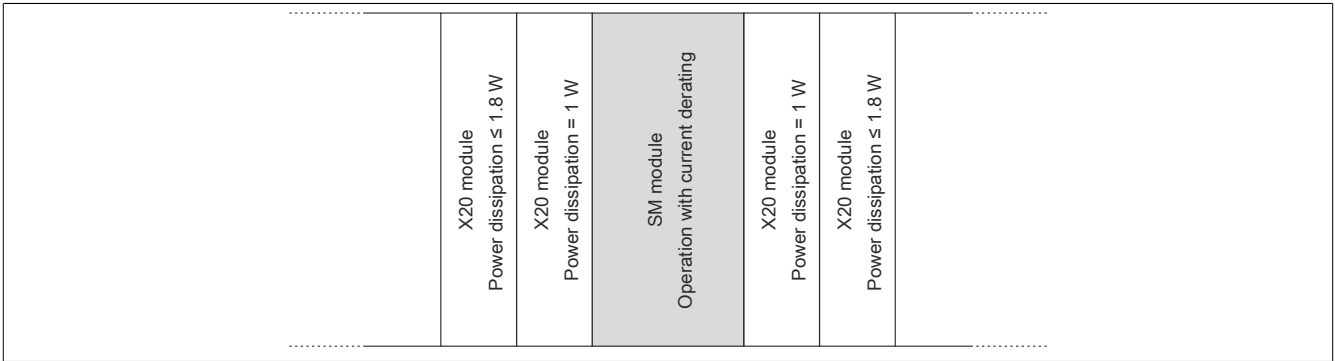 X20 module
Power dissipation ≤ 1.8 W
X20 module
Power dissipation = 1 W
SM module
Operation with current derating
X20 module
Power dissipation = 1 W
X20 module
Power dissipation ≤ 1.8 W